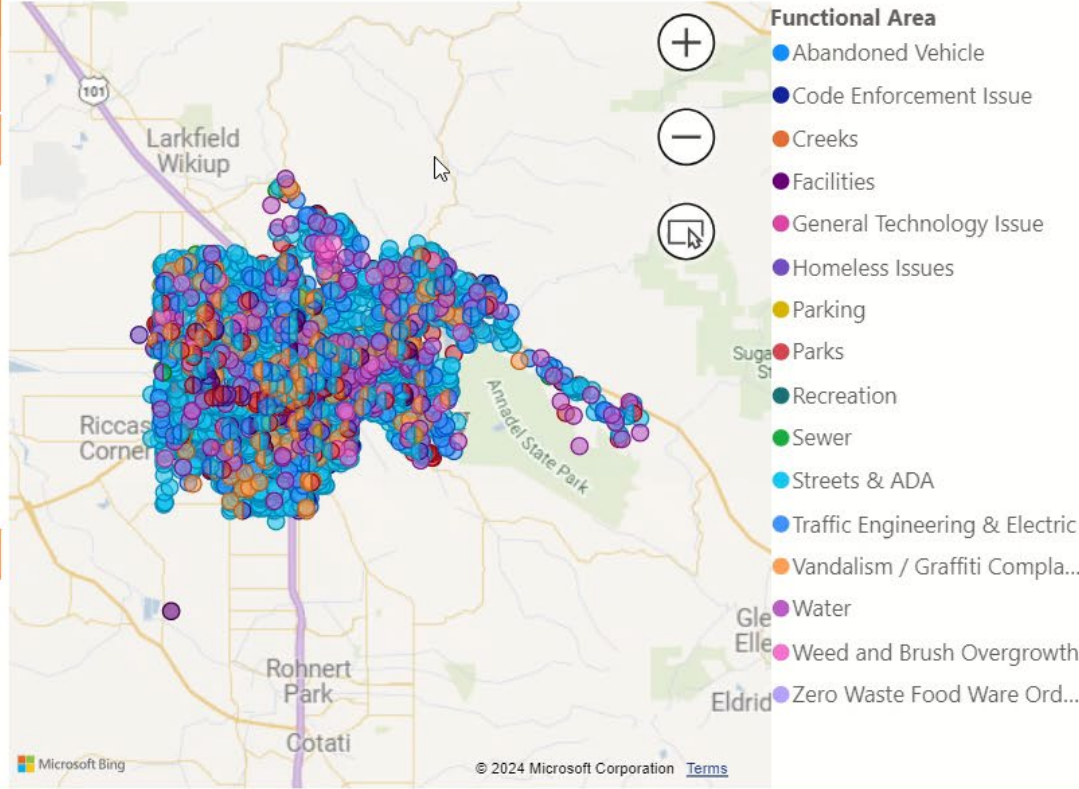 Functional Area
Abandoned Vehicle
Code Enforcement Issue
Creeks
Facilities
General Technology Issue
Homeless Issues
Parking
Parks
Recreation
Sewer
Streets & ADA
Traffic Engineering & Electric
Vandalism / Graffiti Compla...
Water
Weed and Brush Overgrowth
Zero Waste Food Ware Ord...
101
Larkfield
Wikiup
Riccas
Corner
Annadel State Park
Suga
St
Gle
Elle
Eldrid
Rohnert
Park
Cotati
Microsoft Bing
© 2024 Microsoft Corporation Terms